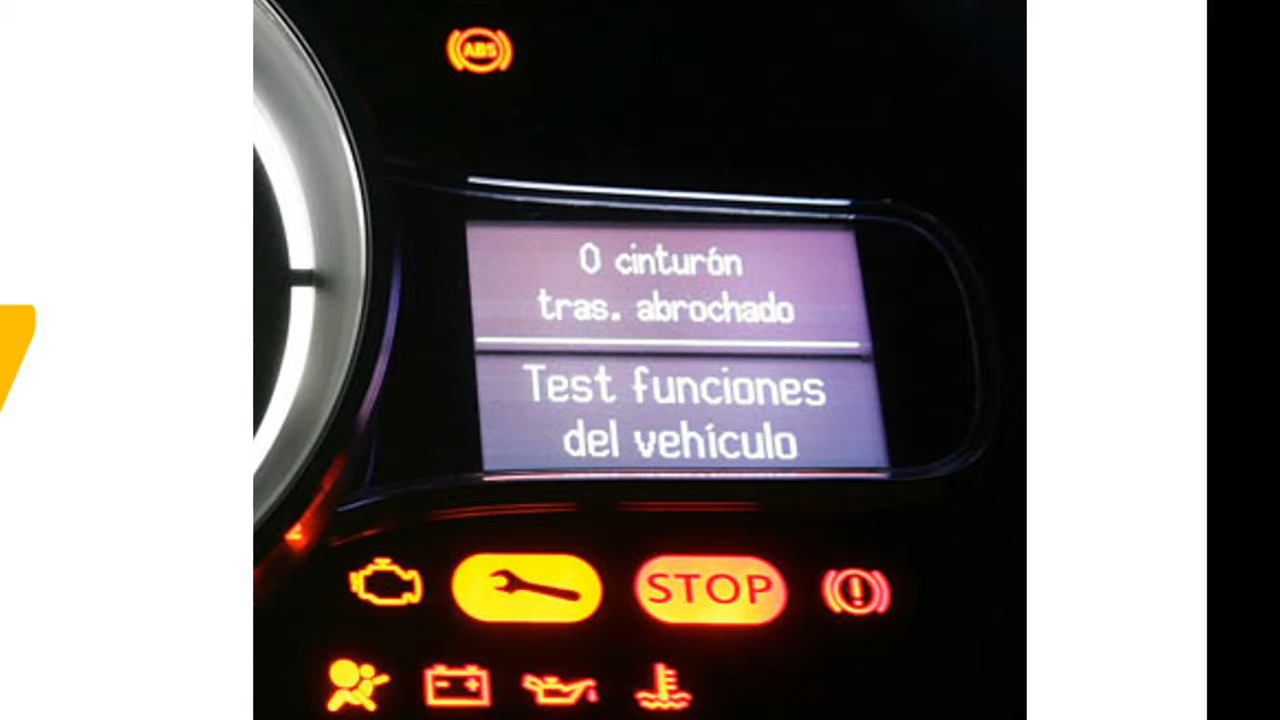 ABS
0 cinturón
tras. abrochado
Test funciones
del vehículo
STOP